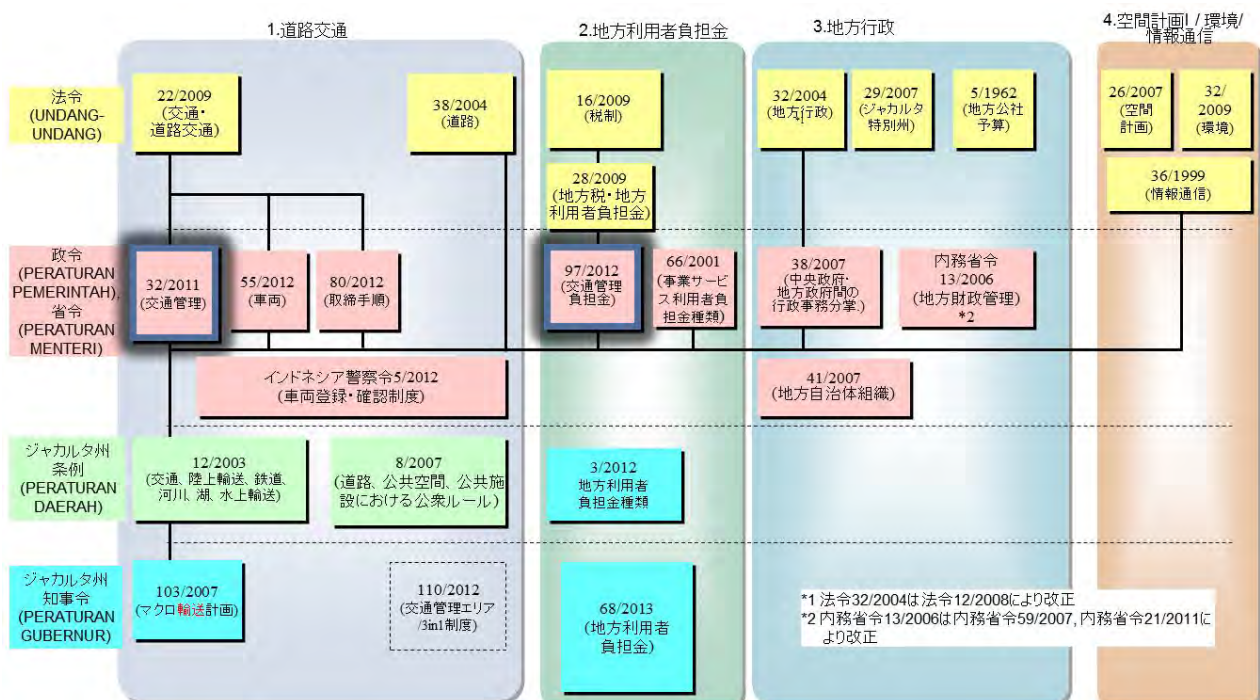 1.道路交通
2.地方利用者負担金
3.地方行政
4.空間計画l / 環境/
情報通信
法令
(UNDANG-
UNDANG)
22/2009
(交通・
道路交通)
38/2004
(道路)
16/2009
(税制)
28/2009
(地方税・地方
利用者負担金)
32/2004
(地方行政)
29/2007
(ジャカルタ
特別州)
5/1962
(地方公社
予算)
26/2007
(空間
計画)
32/
2009
(環境)
36/1999
(情報通信)
政令
(PERATURAN
PEMERINTAH),
省令
(PERATURAN
MENTERI)
32/2011
(交通管理)
55/2012
(車両)
80/2012
(取締手順)
97/2012
(交通管理
負担金)
66/2001
(事業サービ
ス利用者負
担金種類)
38/2007
(中央政府・
地方政府間の
行政事務分掌.)
内務省令
13/2006
(地方財政管理)
*2
インドネシア警察令5/2012
(車両登録・確認制度)
41/2007
(地方自治体組織)
ジャカルタ州
条例
(PERATURAN
DAERAH)
12/2003
(交通、陸上輸送、鉄道、
河川、湖、水上輸送)
8/2007
(道路、公共空間、公共施
設における公衆ルール)
3/2012
地方利用者
負担金種類
ジャカルタ州
知事令
(PERATURAN
GUBERNUR)
103/2007
(マクロ輸送計画)
110/2012
(交通管理エリア
/3in1制度)
68/2013
(地方利用者
負担金)
*1 法令32/2004は法令12/2008により改正
*2 内務省令13/2006は内務省令59/2007, 内務省令21/2011に
より改正